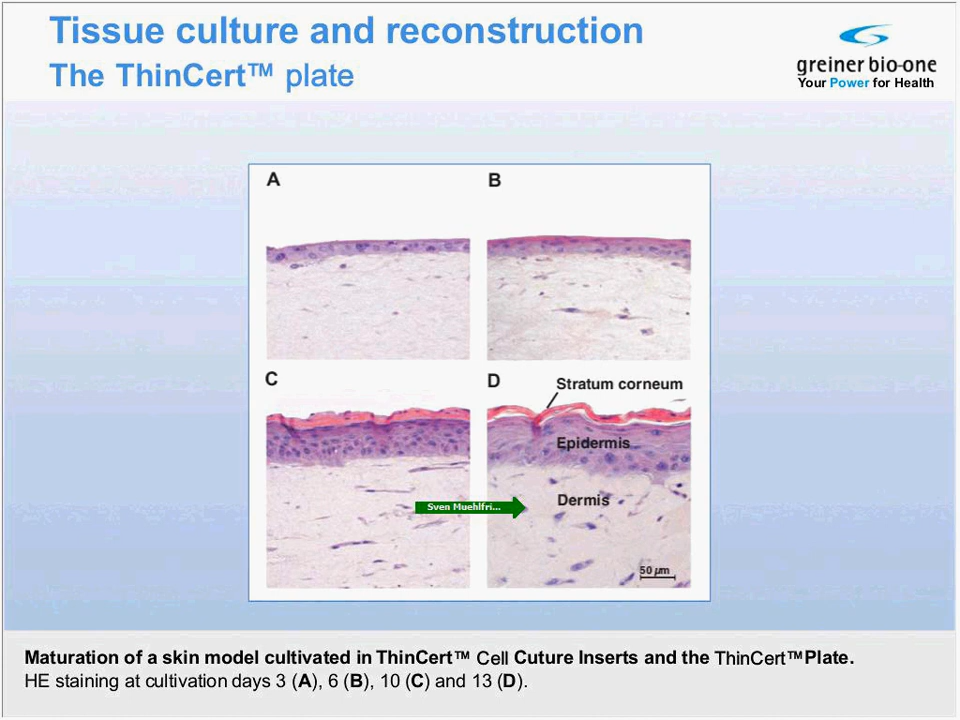 Tissue culture and reconstruction
The ThinCert™ plate
greiner bio-one
Your Power for Health
A
B
C
D
Stratum corneum
Epidermis
Dermis
Sven Muehlfri...
50 µm
Maturation of a skin model cultivated in ThinCert™ Cell Cuture Inserts and the ThinCert™Plate.
HE staining at cultivation days 3 (A), 6 (B), 10 (C) and 13 (D).